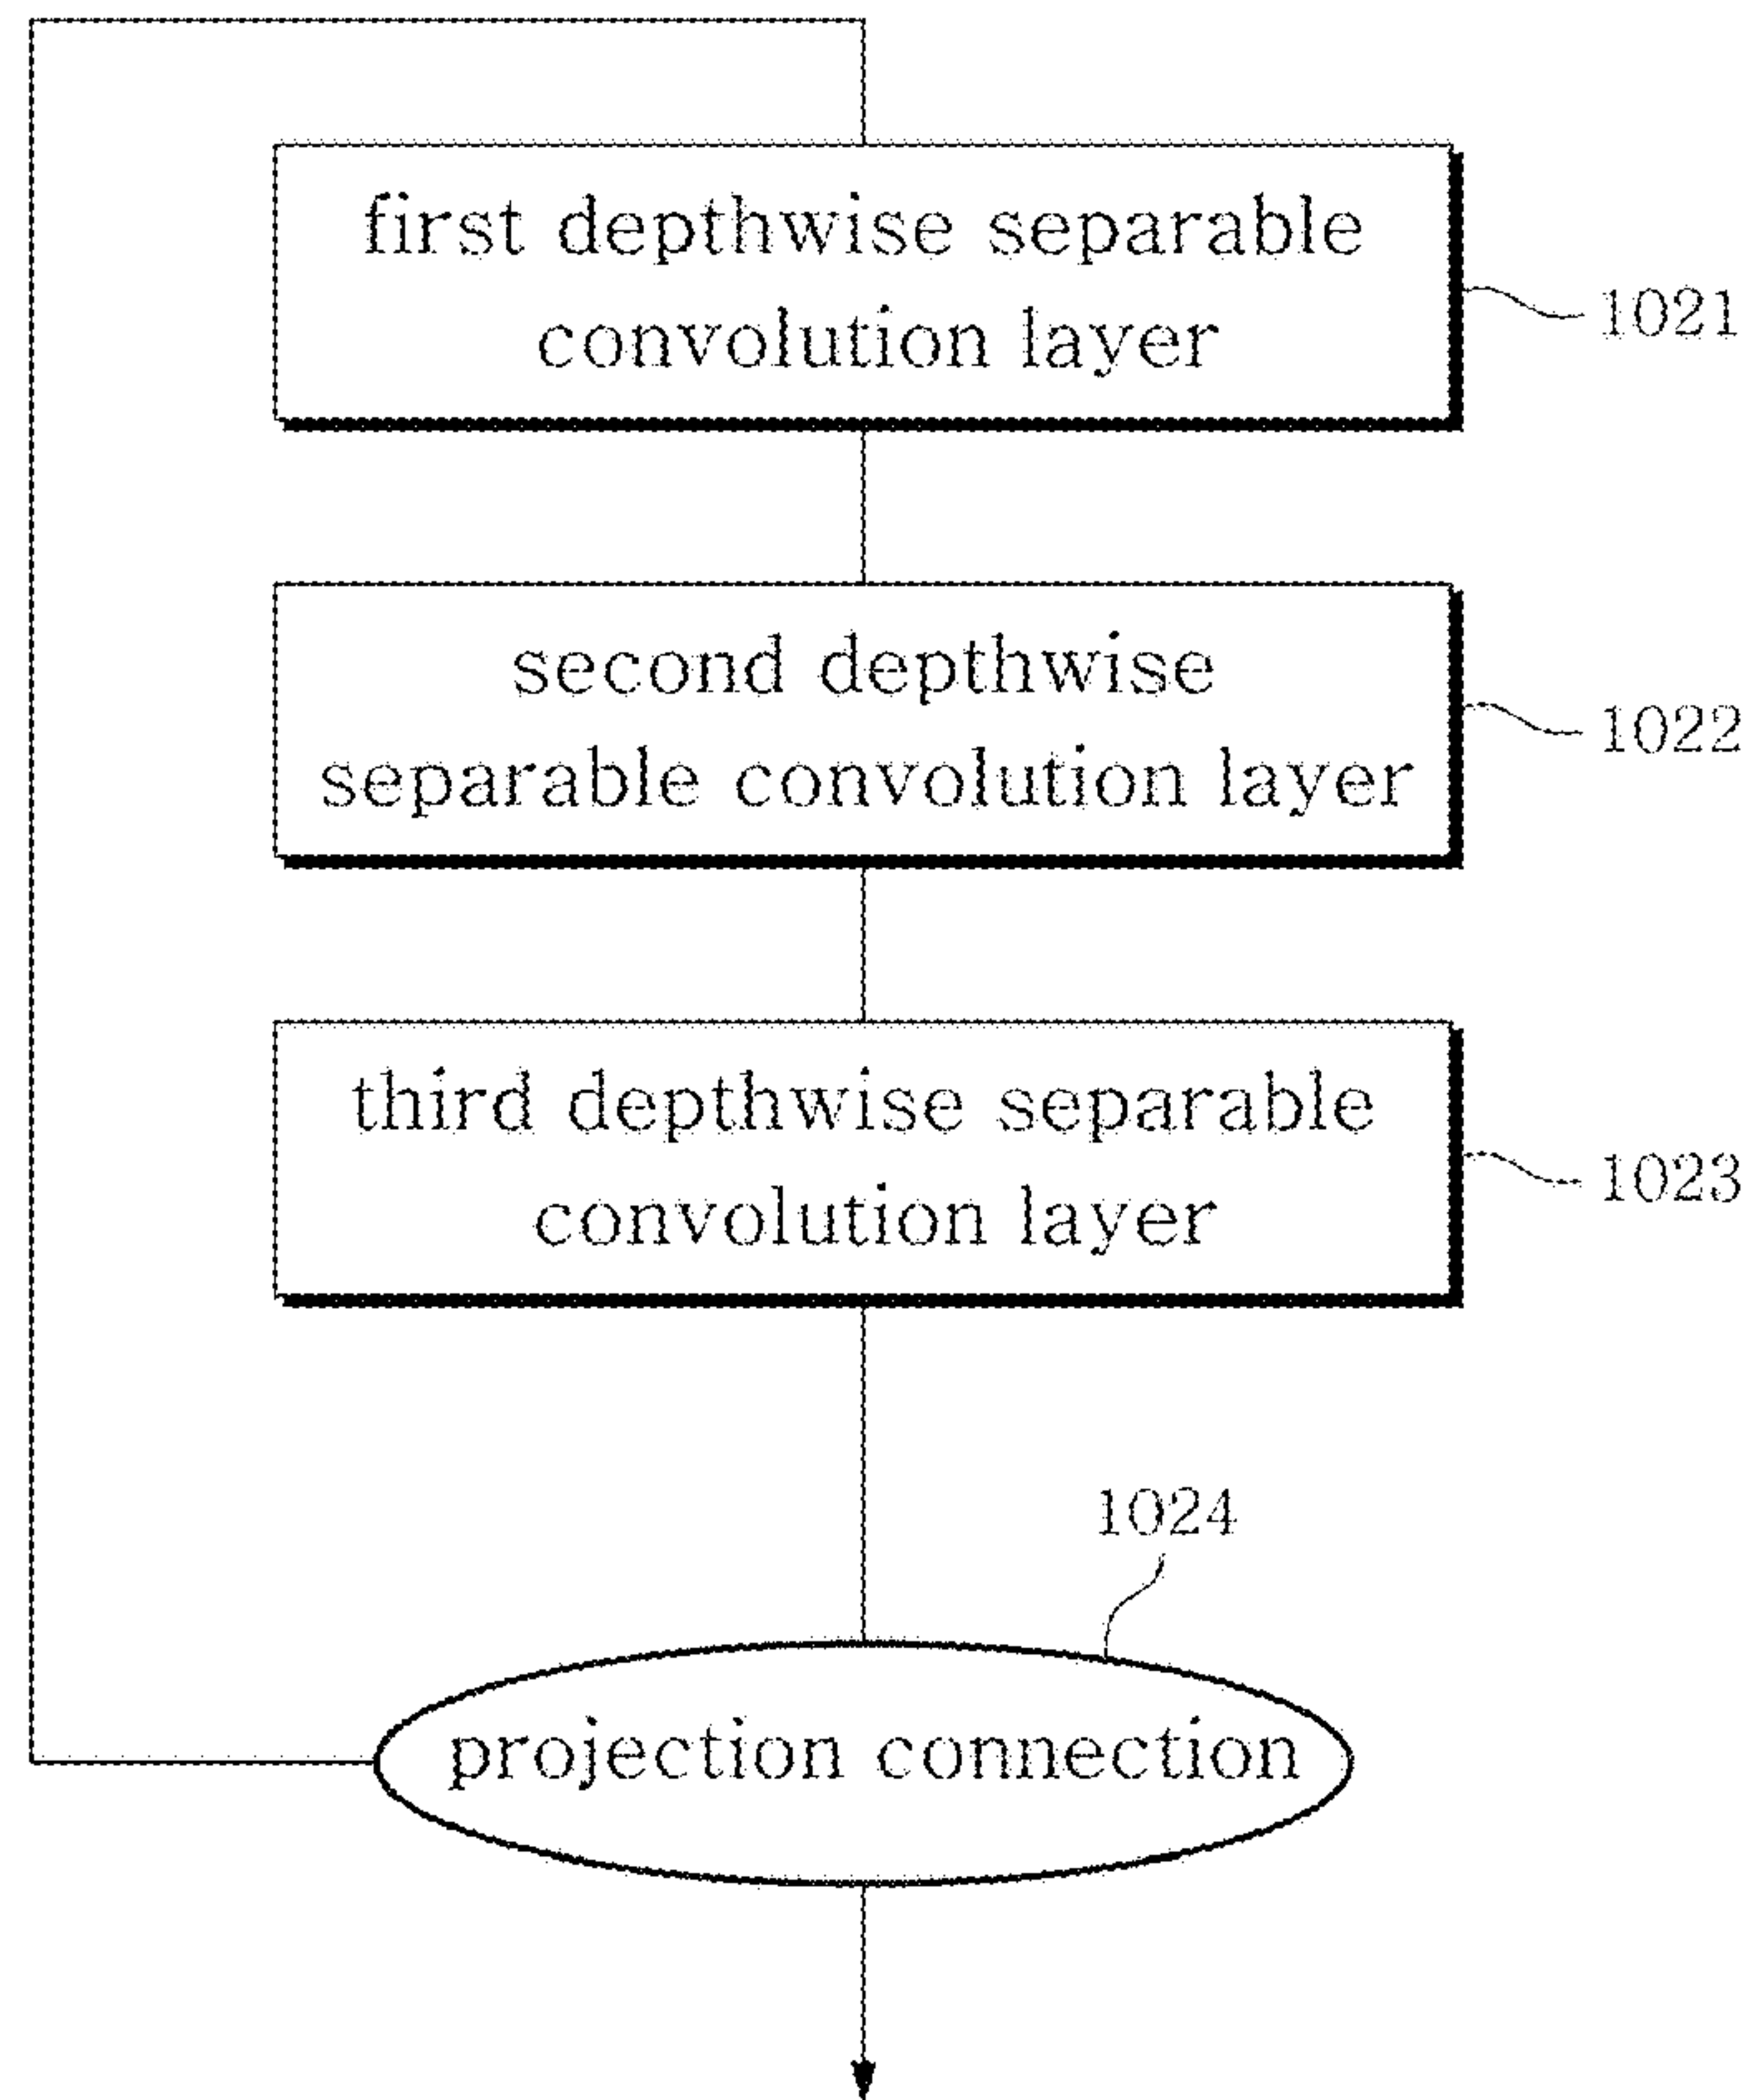 first depthwise separable
convolution layer
1021
second depthwise
separable convolution layer
1022
third depthwise separable
convolution layer
1023
1024
projection connection